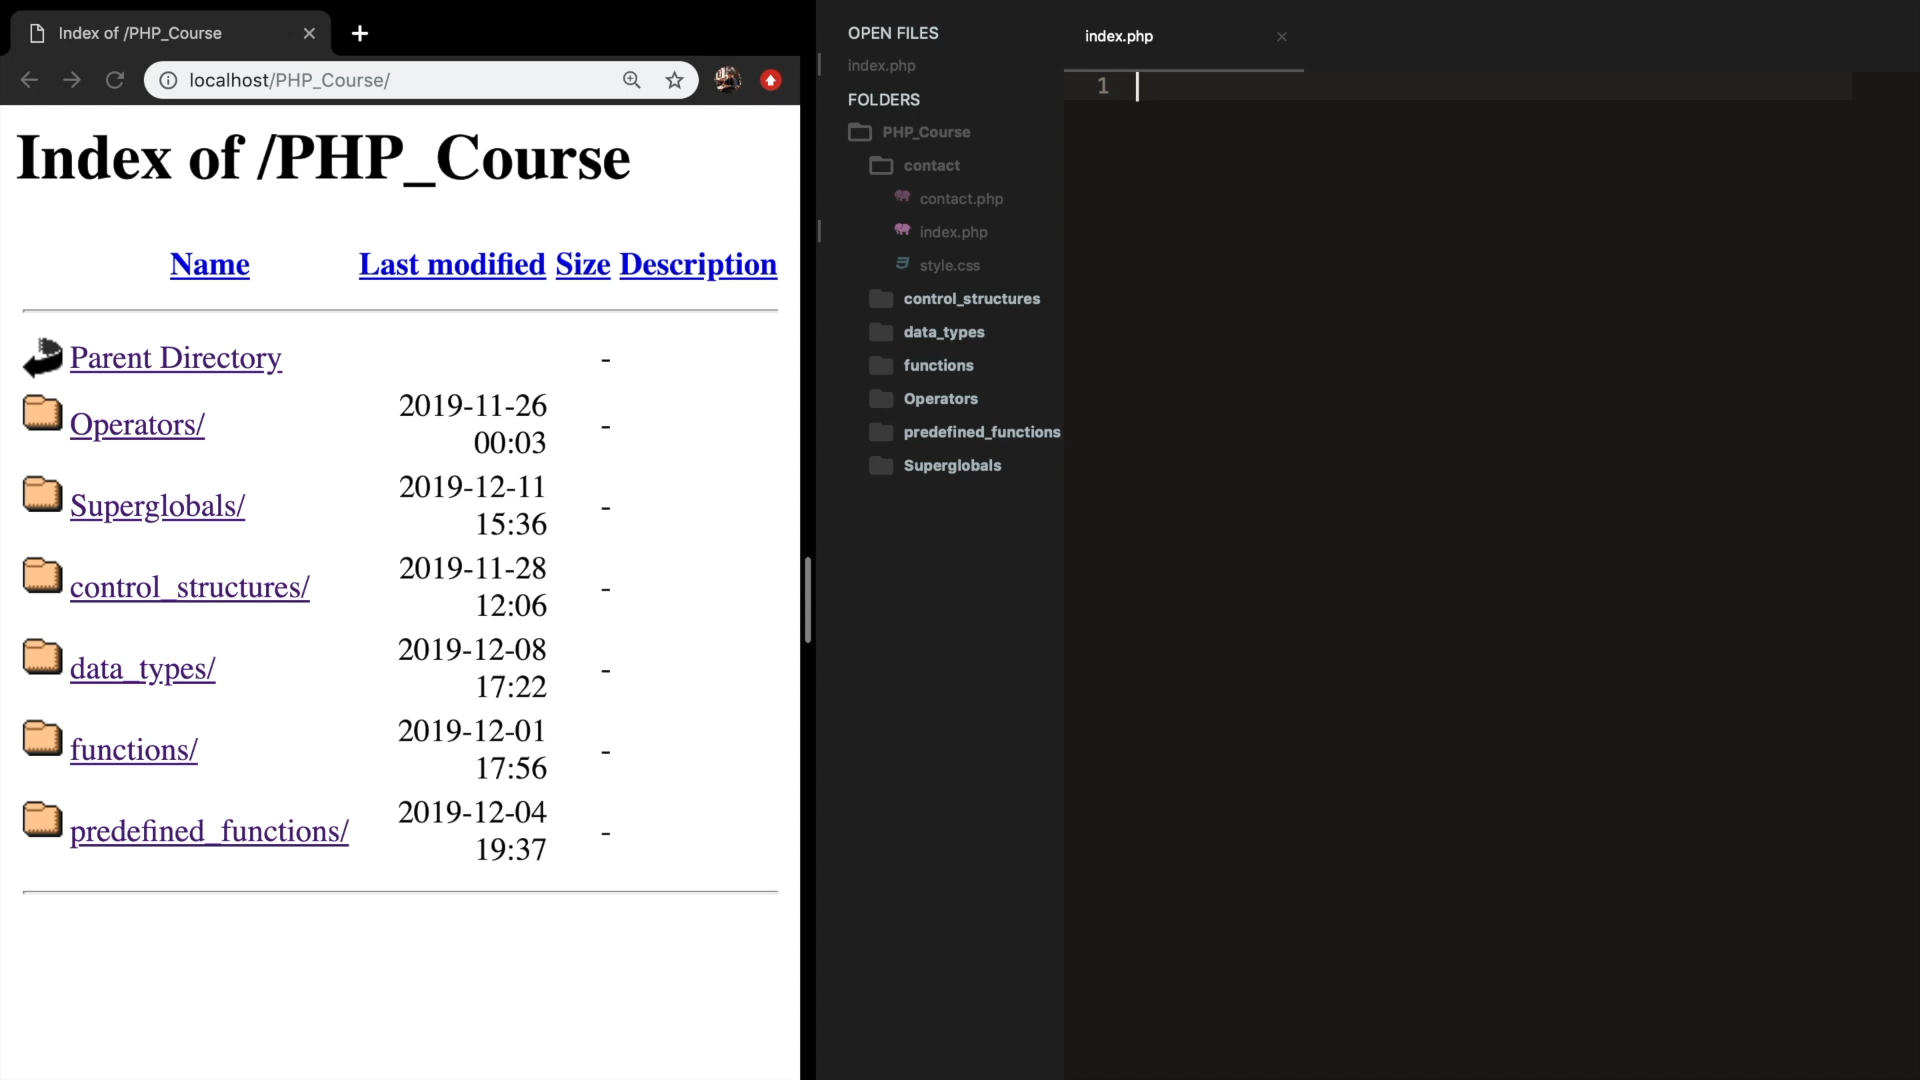 Index of /PHP_Course
localhost/PHP_Course/
Index of /PHP_Course
Name Last modified Size Description
Parent Directory -
Operators/ 2019-11-26 00:03 -
Superglobals/ 2019-12-11 15:36 -
control_structures/ 2019-11-28 12:06 -
data_types/ 2019-12-08 17:22 -
functions/ 2019-12-01 17:56 -
predefined_functions/ 2019-12-04 19:37 -
OPEN FILES
index.php
FOLDERS
PHP_Course
contact
contact.php
index.php
style.css
control_structures
data_types
functions
Operators
predefined_functions
Superglobals
index.php
1